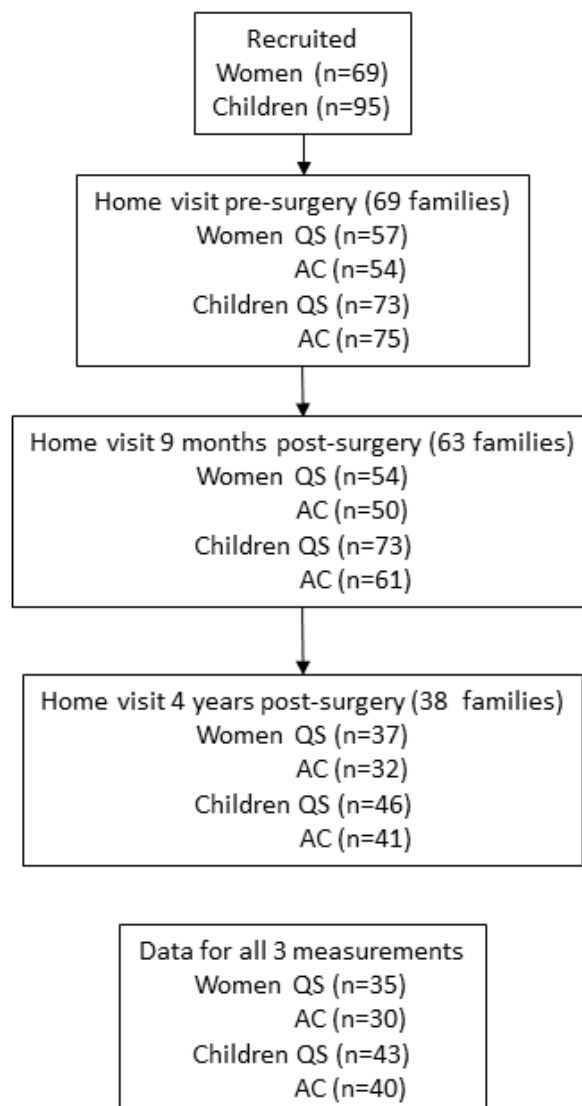 Recruited
Women (n=69)
Children (n=95)
Home visit pre-surgery (69 families)
Women QS (n=57)
AC (n=54)
Children QS (n=73)
AC (n=75)
Home visit 9 months post-surgery (63 families)
Women QS (n=54)
AC (n=50)
Children QS (n=73)
AC (n=61)
Home visit 4 years post-surgery (38 families)
Women QS (n=37)
AC (n=32)
Children QS (n=46)
AC (n=41)
Data for all 3 measurements
Women QS (n=35)
AC (n=30)
Children QS (n=43)
AC (n=40)